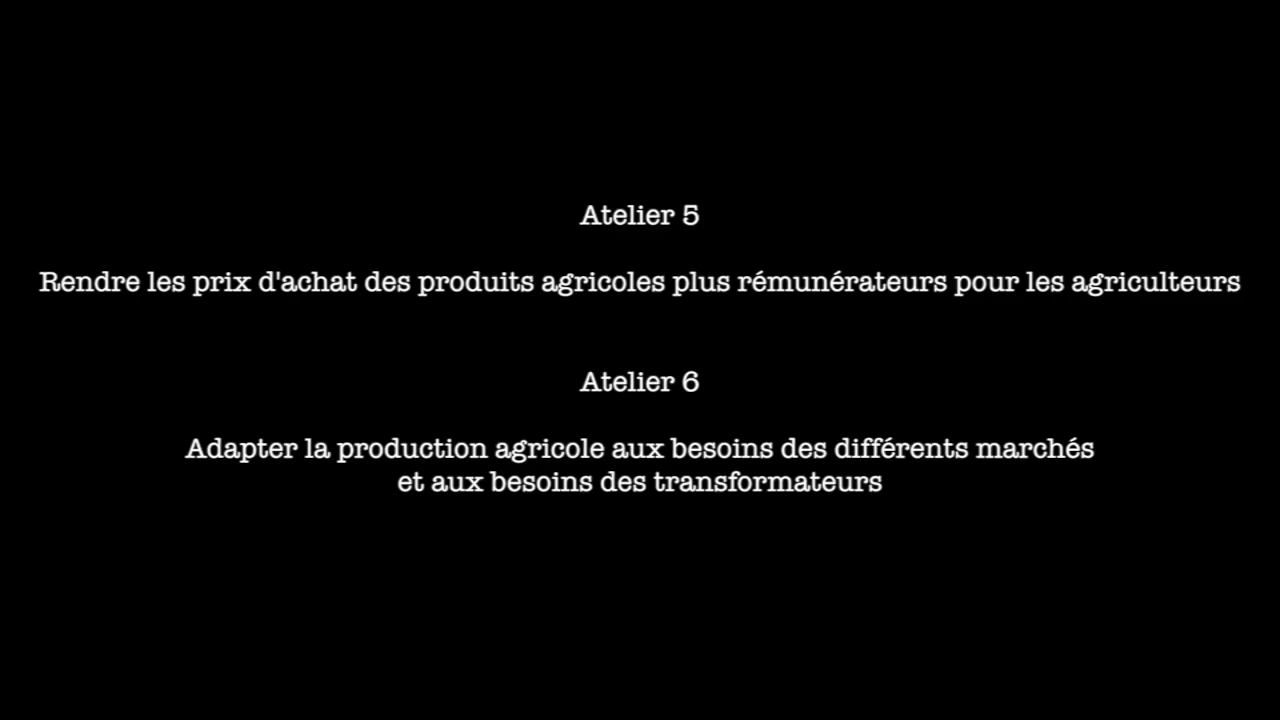 Atelier 5
Rendre les prix d'achat des produits agricoles plus rémunérateurs pour les agriculteurs
Atelier 6
Adapter la production agricole aux besoins des différents marchés
et aux besoins des transformateurs